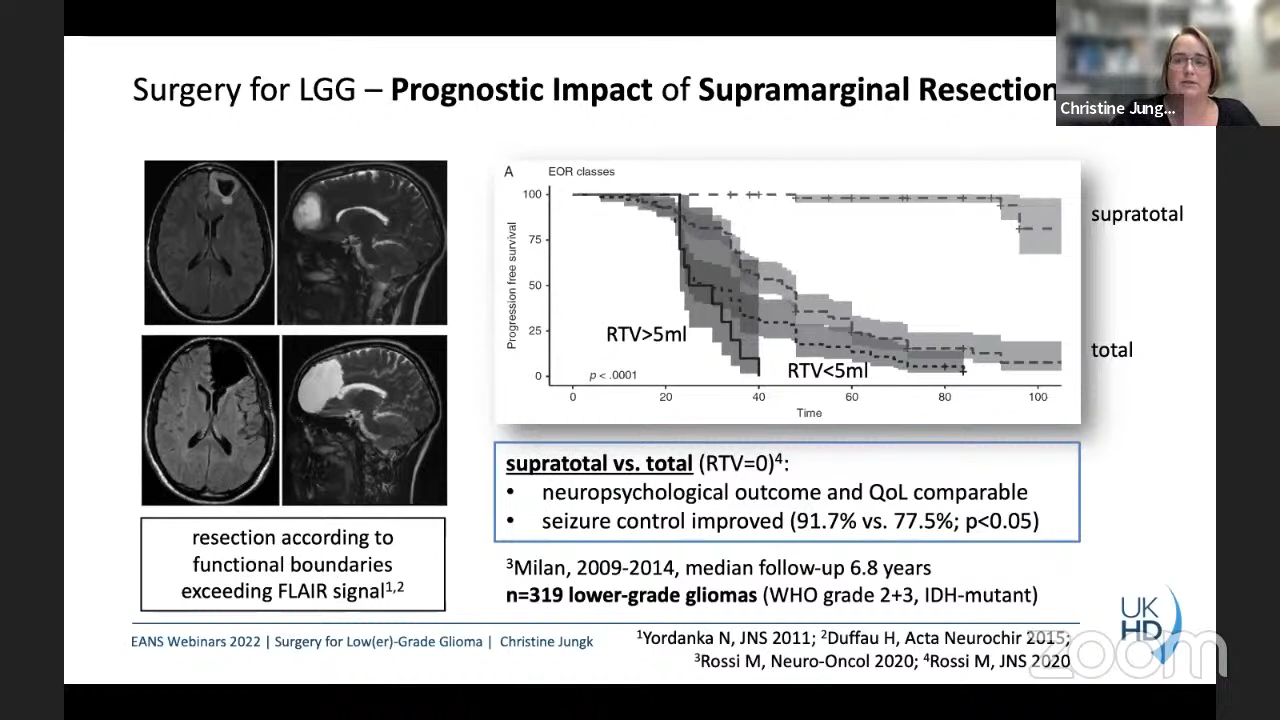 Surgery for LGG – Prognostic Impact of Supramarginal Resection
Christine Jung...
A EOR classes
Progression free survival
100
75
50
25
0
RTV>5ml
RTV<5ml
p < .0001
0 20 40 60 80 100
Time
supratotal
total
resection according to
functional boundaries
exceeding FLAIR signal1,2
supratotal vs. total (RTV=0)4:
• neuropsychological outcome and QoL comparable
• seizure control improved (91.7% vs. 77.5%; p<0.05)
3Milan, 2009-2014, median follow-up 6.8 years
n=319 lower-grade gliomas (WHO grade 2+3, IDH-mutant)
EANS Webinars 2022 | Surgery for Low(er)-Grade Glioma | Christine Jungk
1Yordanka N, JNS 2011; 2Duffau H, Acta Neurochir 2015;
3Rossi M, Neuro-Oncol 2020; 4Rossi M, JNS 2020
UK
HD
zoom